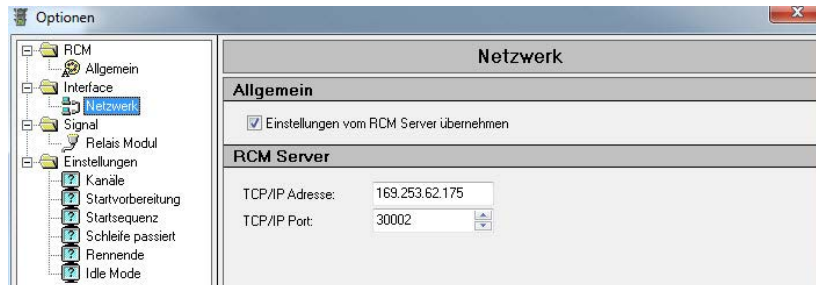 Optionen
RCM
Allgemein
Interface
Netzwerk
Signal
Relais Modul
Einstellungen
Kanäle
Startvorbereitung
Startsequenz
Schleife passiert
Rennende
Idle Mode
Netzwerk
Allgemein
Einstellungen vom RCM Server übernehmen
RCM Server
TCP/IP Adresse: 169.253.62.175
TCP/IP Port: 30002